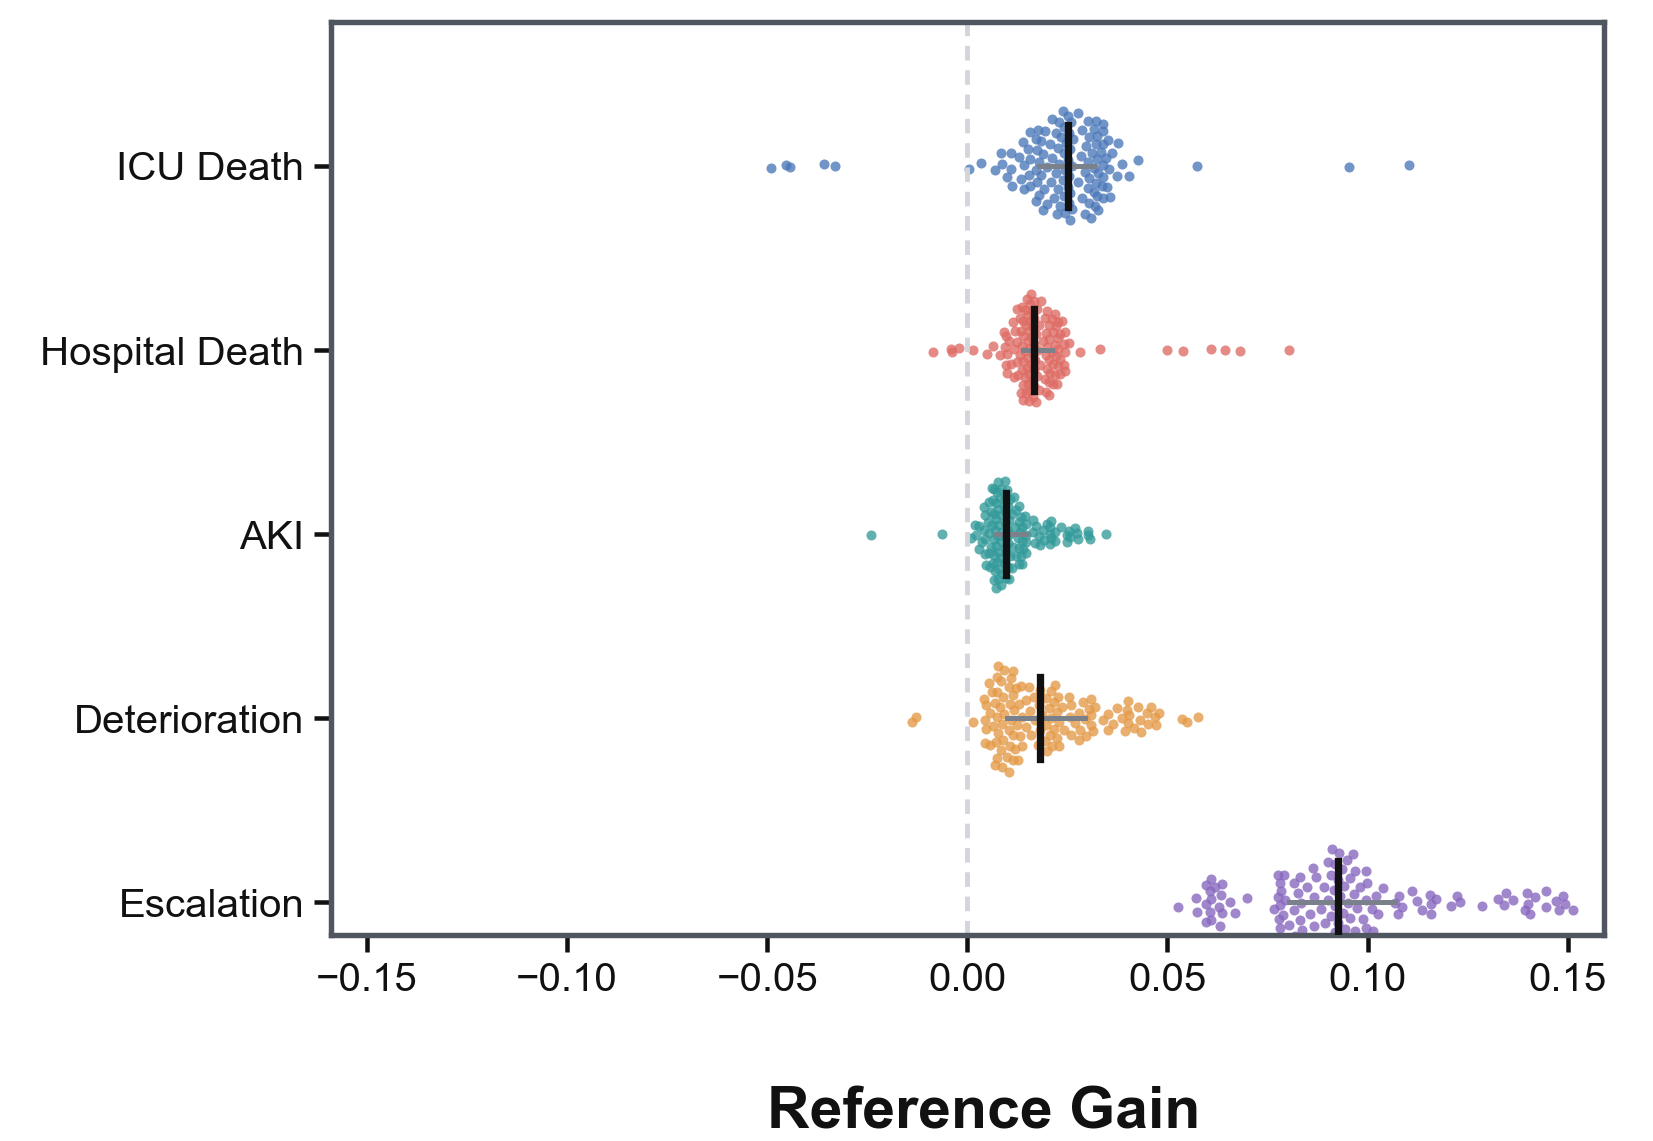 ICU Death
Hospital Death
AKI
Deterioration
Escalation
−0.15 −0.10 −0.05 0.00 0.05 0.10 0.15
Reference Gain